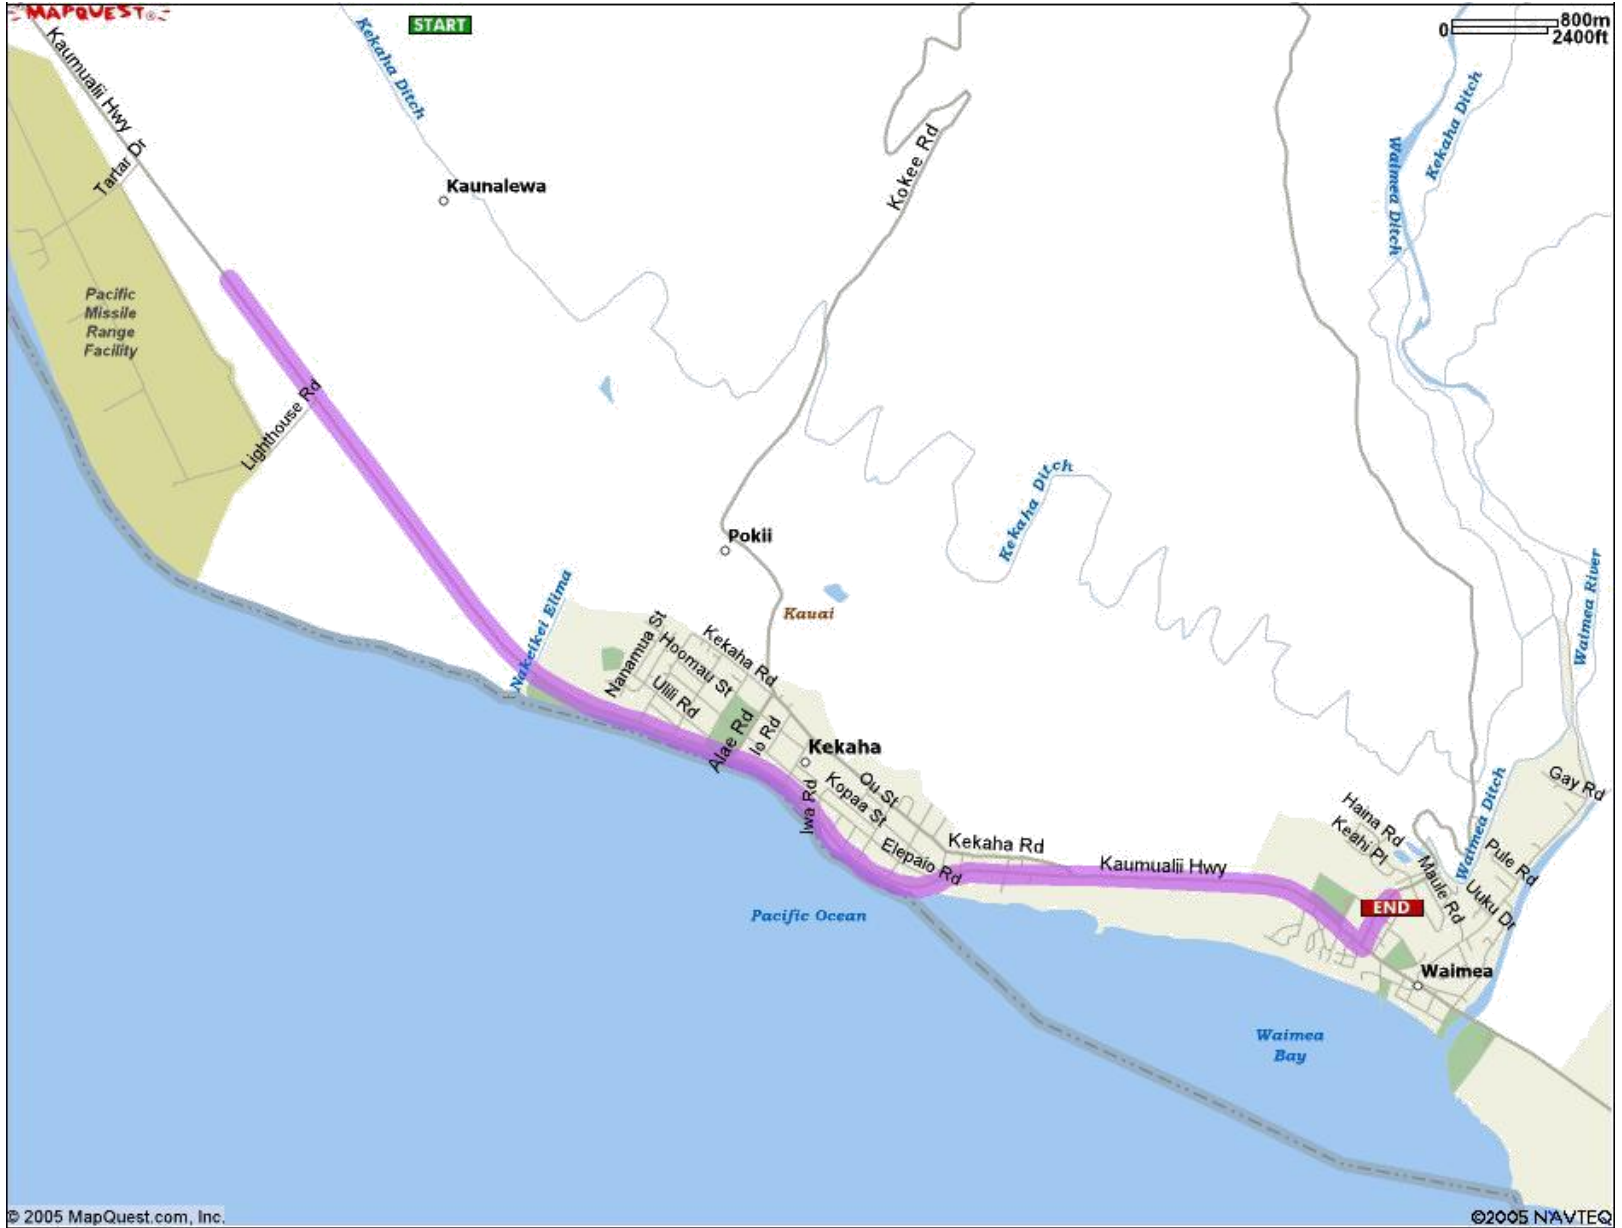 MAPQUEST
START
0
800m
2400ft
Kaumualii Hwy
Kekaha Ditch
Kekaha Ditch
Kokee Rd
Tartar Dr
Waimea Ditch
Kaunalewa
Pacific
Missile
Range
Facility
Lighthouse Rd
Kekaha Ditch
Pokii
Nakeikei Elima
Kauai
Waimea River
Nanamua St
Hoomau St
Kekaha Rd
Ulili Rd
Alae Rd
Io Rd
Kekaha
Iwa Rd
Kopaa St
Ou St
Elepaio Rd
Kekaha Rd
Kaumualii Hwy
Haina Rd
Keahi Pl
Maule Rd
Waimea Ditch
Gay Rd
Pule Rd
Uuku Dr
END
Pacific Ocean
Waimea
Waimea
Bay
© 2005 MapQuest.com, Inc.
©2005 NAVTEQ